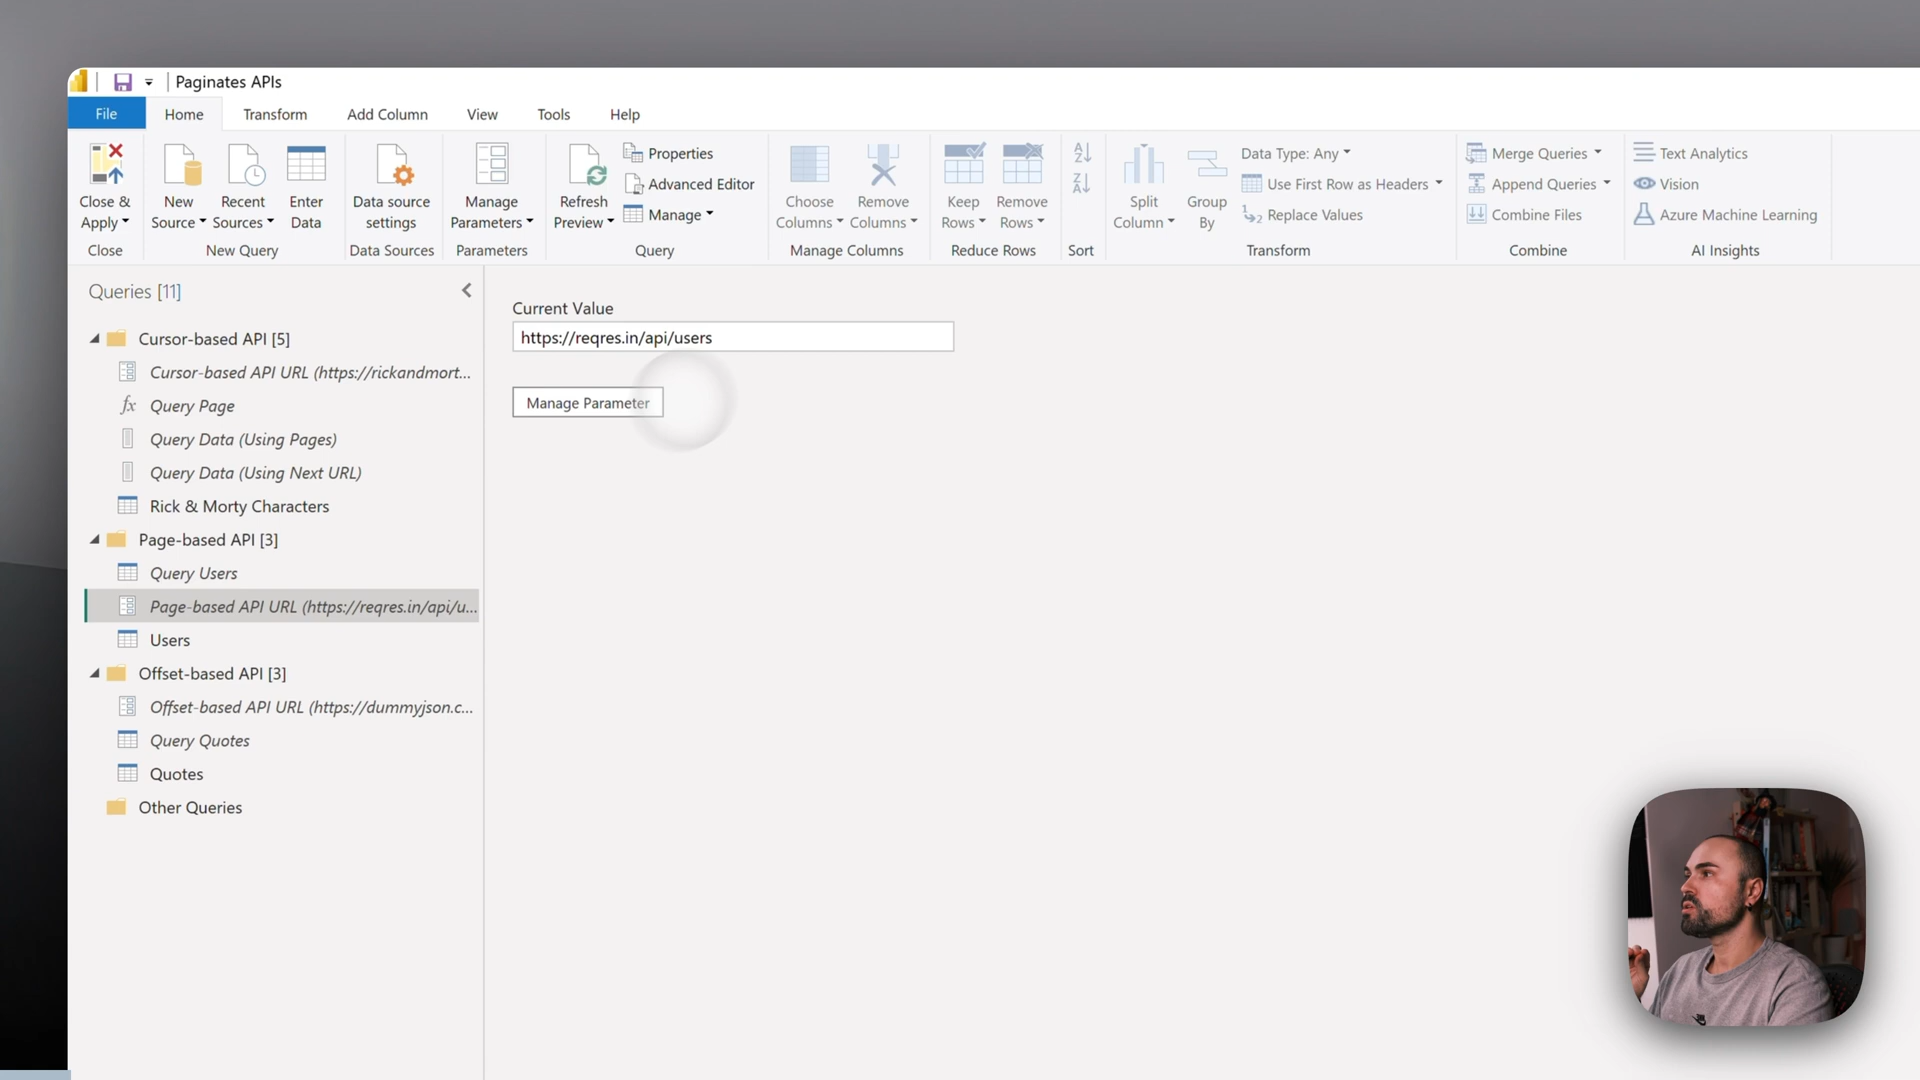 Paginates APIs
File
Home
Transform
Add Column
View
Tools
Help
Close &
Apply
Close
New
Source
Recent
Sources
Enter
Data
New Query
Data source
settings
Data Sources
Manage
Parameters
Parameters
Refresh
Preview
Properties
Advanced Editor
Manage
Query
Choose
Columns
Remove
Columns
Manage Columns
Keep
Rows
Remove
Rows
Reduce Rows
Sort
Split
Column
Group
By
Data Type: Any
Use First Row as Headers
Replace Values
Transform
Merge Queries
Append Queries
Combine Files
Combine
Text Analytics
Vision
Azure Machine Learning
AI Insights
Queries [11]
Cursor-based API [5]
Cursor-based API URL (https://rickandmort...
Query Page
Query Data (Using Pages)
Query Data (Using Next URL)
Rick & Morty Characters
Page-based API [3]
Query Users
Page-based API URL (https://reqres.in/api/u...
Users
Offset-based API [3]
Offset-based API URL (https://dummyjson.c...
Query Quotes
Quotes
Other Queries
Current Value
https://reqres.in/api/users
Manage Parameter